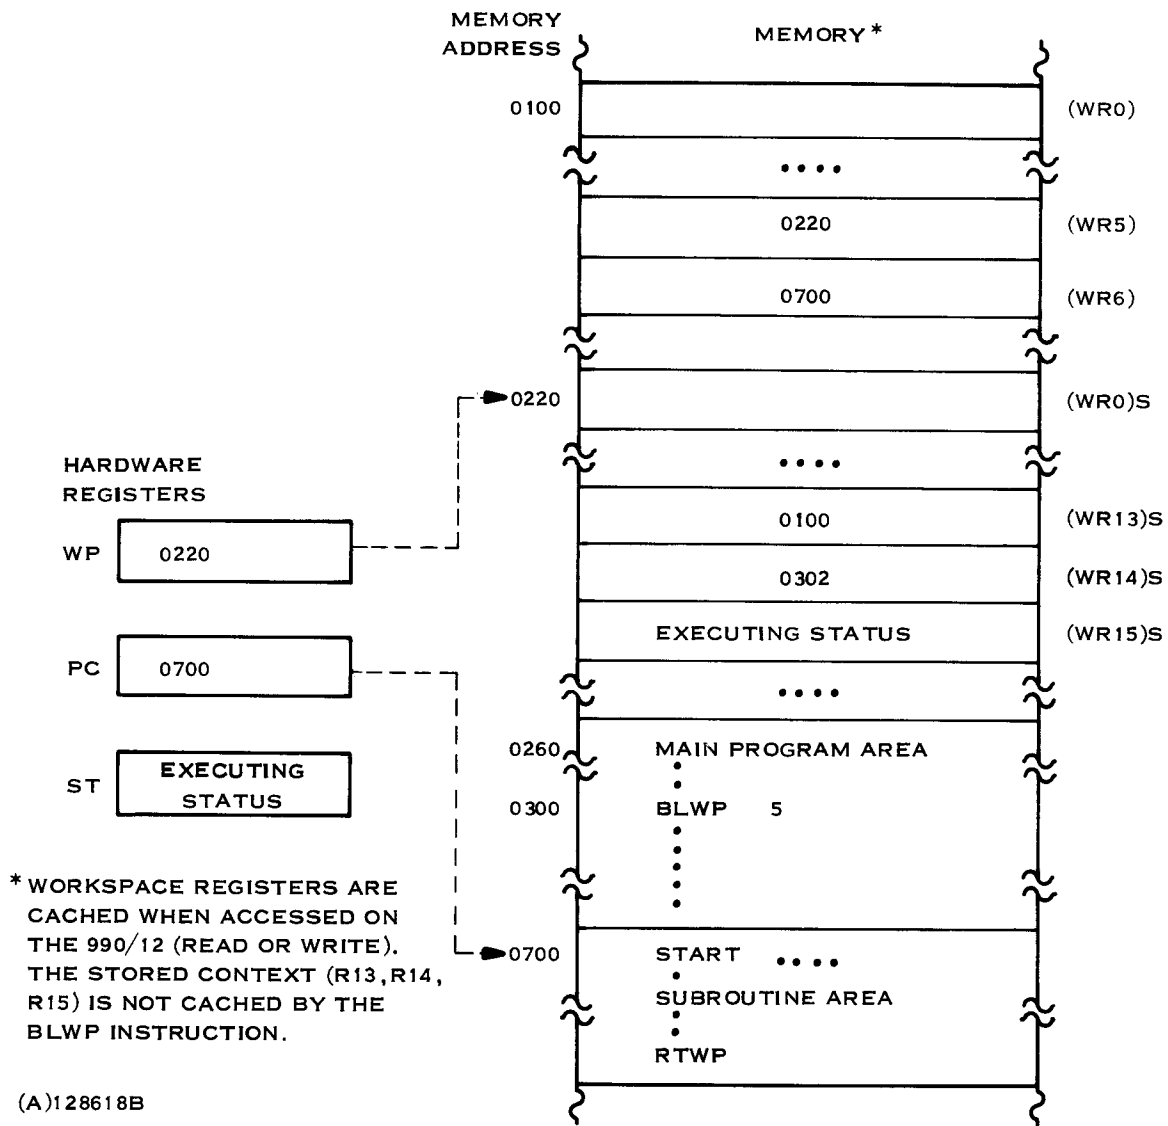 MEMORY
ADDRESS
MEMORY*
0100
(WR0)
• • • •
0220
(WR5)
0700
(WR6)
0220
(WR0)S
• • • •
HARDWARE
REGISTERS
0100
(WR13)S
WP
0220
0302
(WR14)S
EXECUTING STATUS
(WR15)S
PC
0700
• • • •
0260
MAIN PROGRAM AREA
ST
EXECUTING
STATUS
0300
BLWP 5
* WORKSPACE REGISTERS ARE
CACHED WHEN ACCESSED ON
THE 990/12 (READ OR WRITE).
THE STORED CONTEXT (R13,R14,
R15) IS NOT CACHED BY THE
BLWP INSTRUCTION.
0700
START • • • •
SUBROUTINE AREA
RTWP
(A)128618B